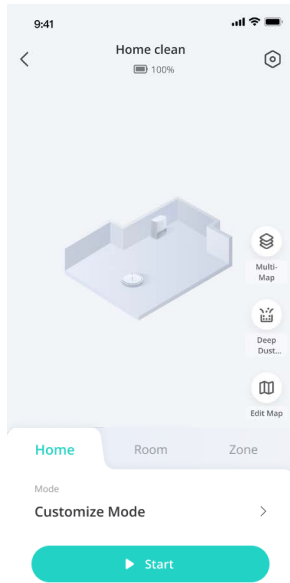 9:41
Home clean
100%
Multi-
Map
Deep
Dust...
Edit Map
Home Room Zone
Mode
Customize Mode
Start